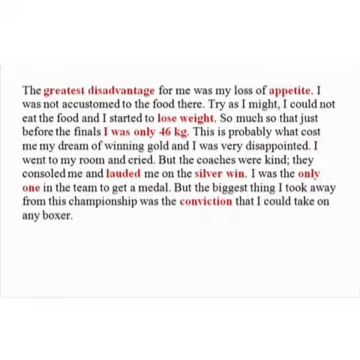 The greatest disadvantage for me was my loss of appetite. I
was not accustomed to the food there. Try as I might, I could not
eat the food and I started to lose weight. So much so that just
before the finals I was only 46 kg. This is probably what cost
me my dream of winning gold and I was very disappointed. I
went to my room and cried. But the coaches were kind; they
consoled me and lauded me on the silver win. I was the only
one in the team to get a medal. But the biggest thing I took away
from this championship was the conviction that I could take on
any boxer.